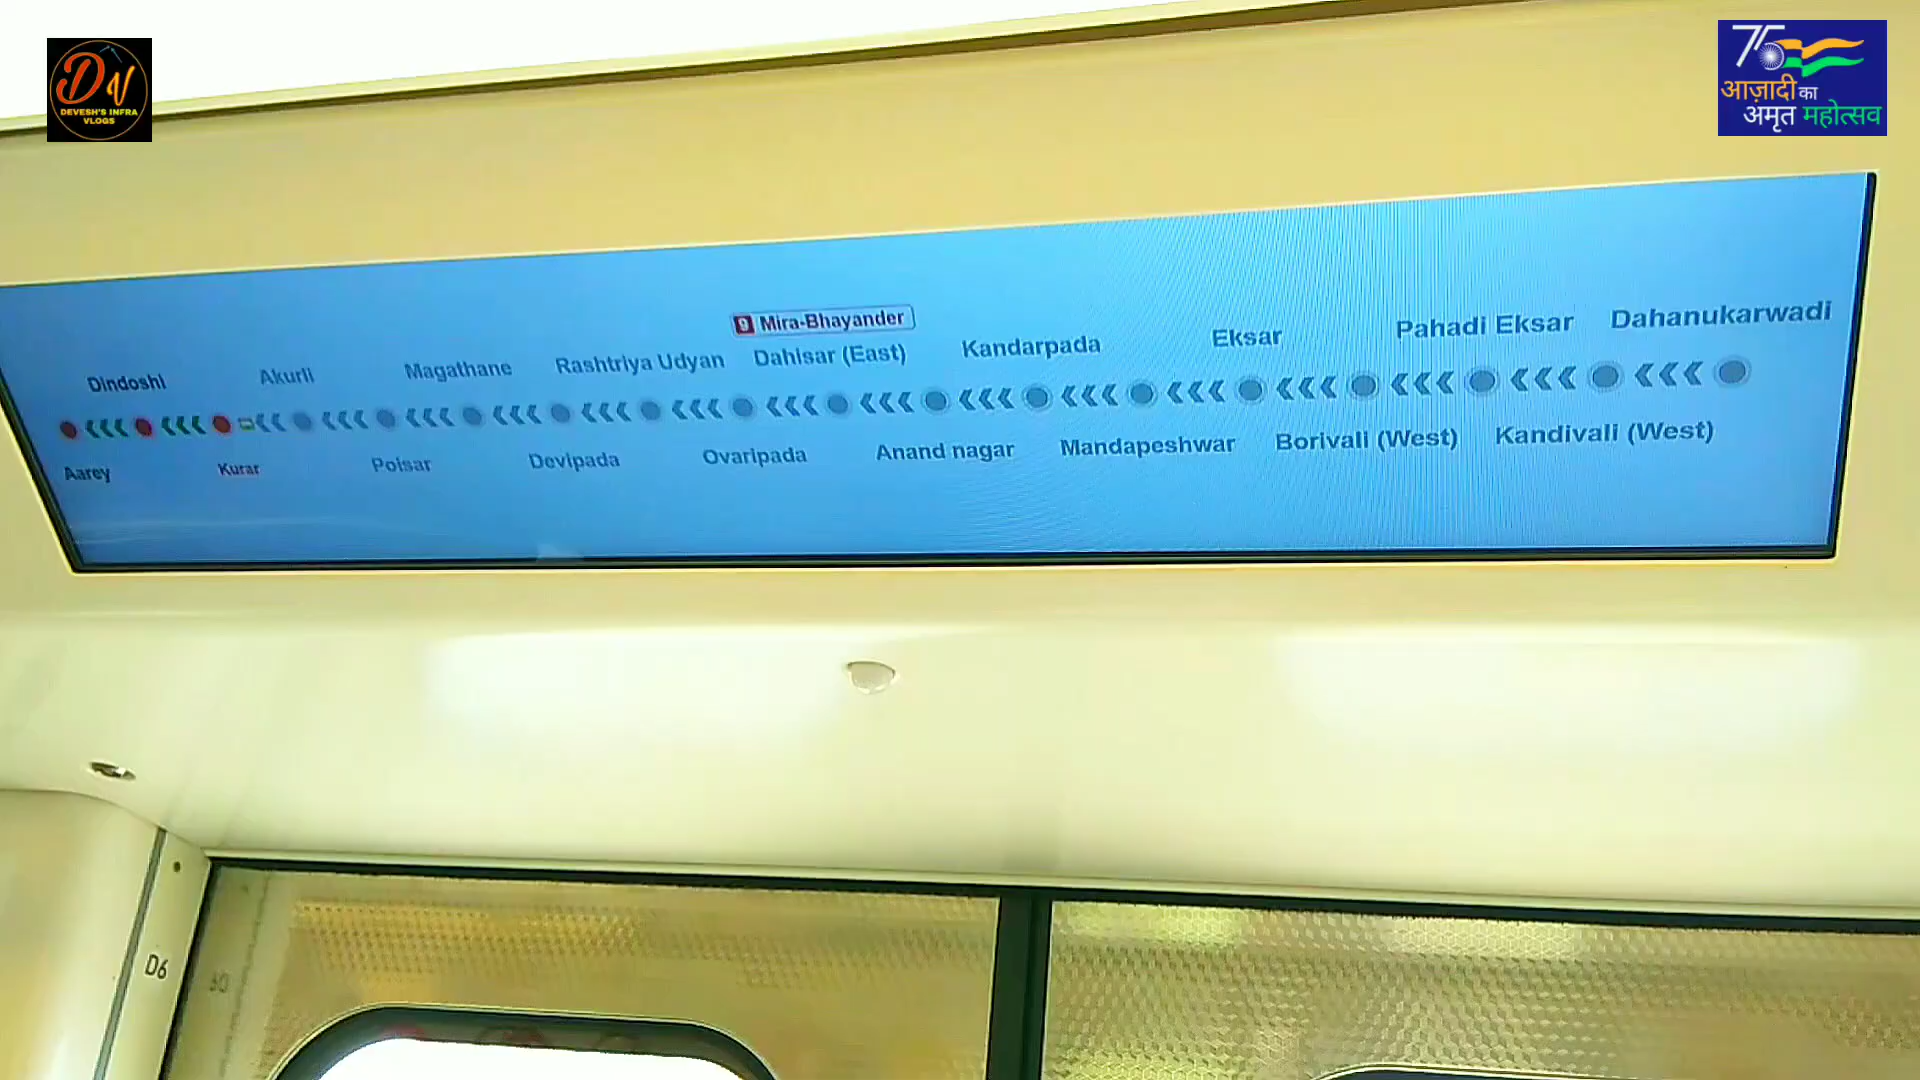 DV
DEVESH'S INFRA
VLOGS
75
आज़ादी का
अमृत महोत्सव
9 Mira-Bhayander
Dindoshi Akurli Magathane Rashtriya Udyan Dahisar (East) Kandarpada Eksar Pahadi Eksar Dahanukarwadi
Aarey Kurar Poisar Devipada Ovaripada Anand nagar Mandapeshwar Borivali (West) Kandivali (West)
D6